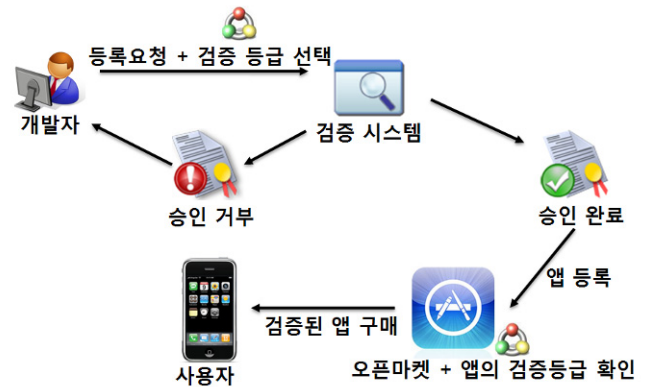 등록요청 + 검증 등급 선택
개발자
검증 시스템
승인 거부
승인 완료
앱 등록
검증된 앱 구매
사용자
오픈마켓 + 앱의 검증등급 확인